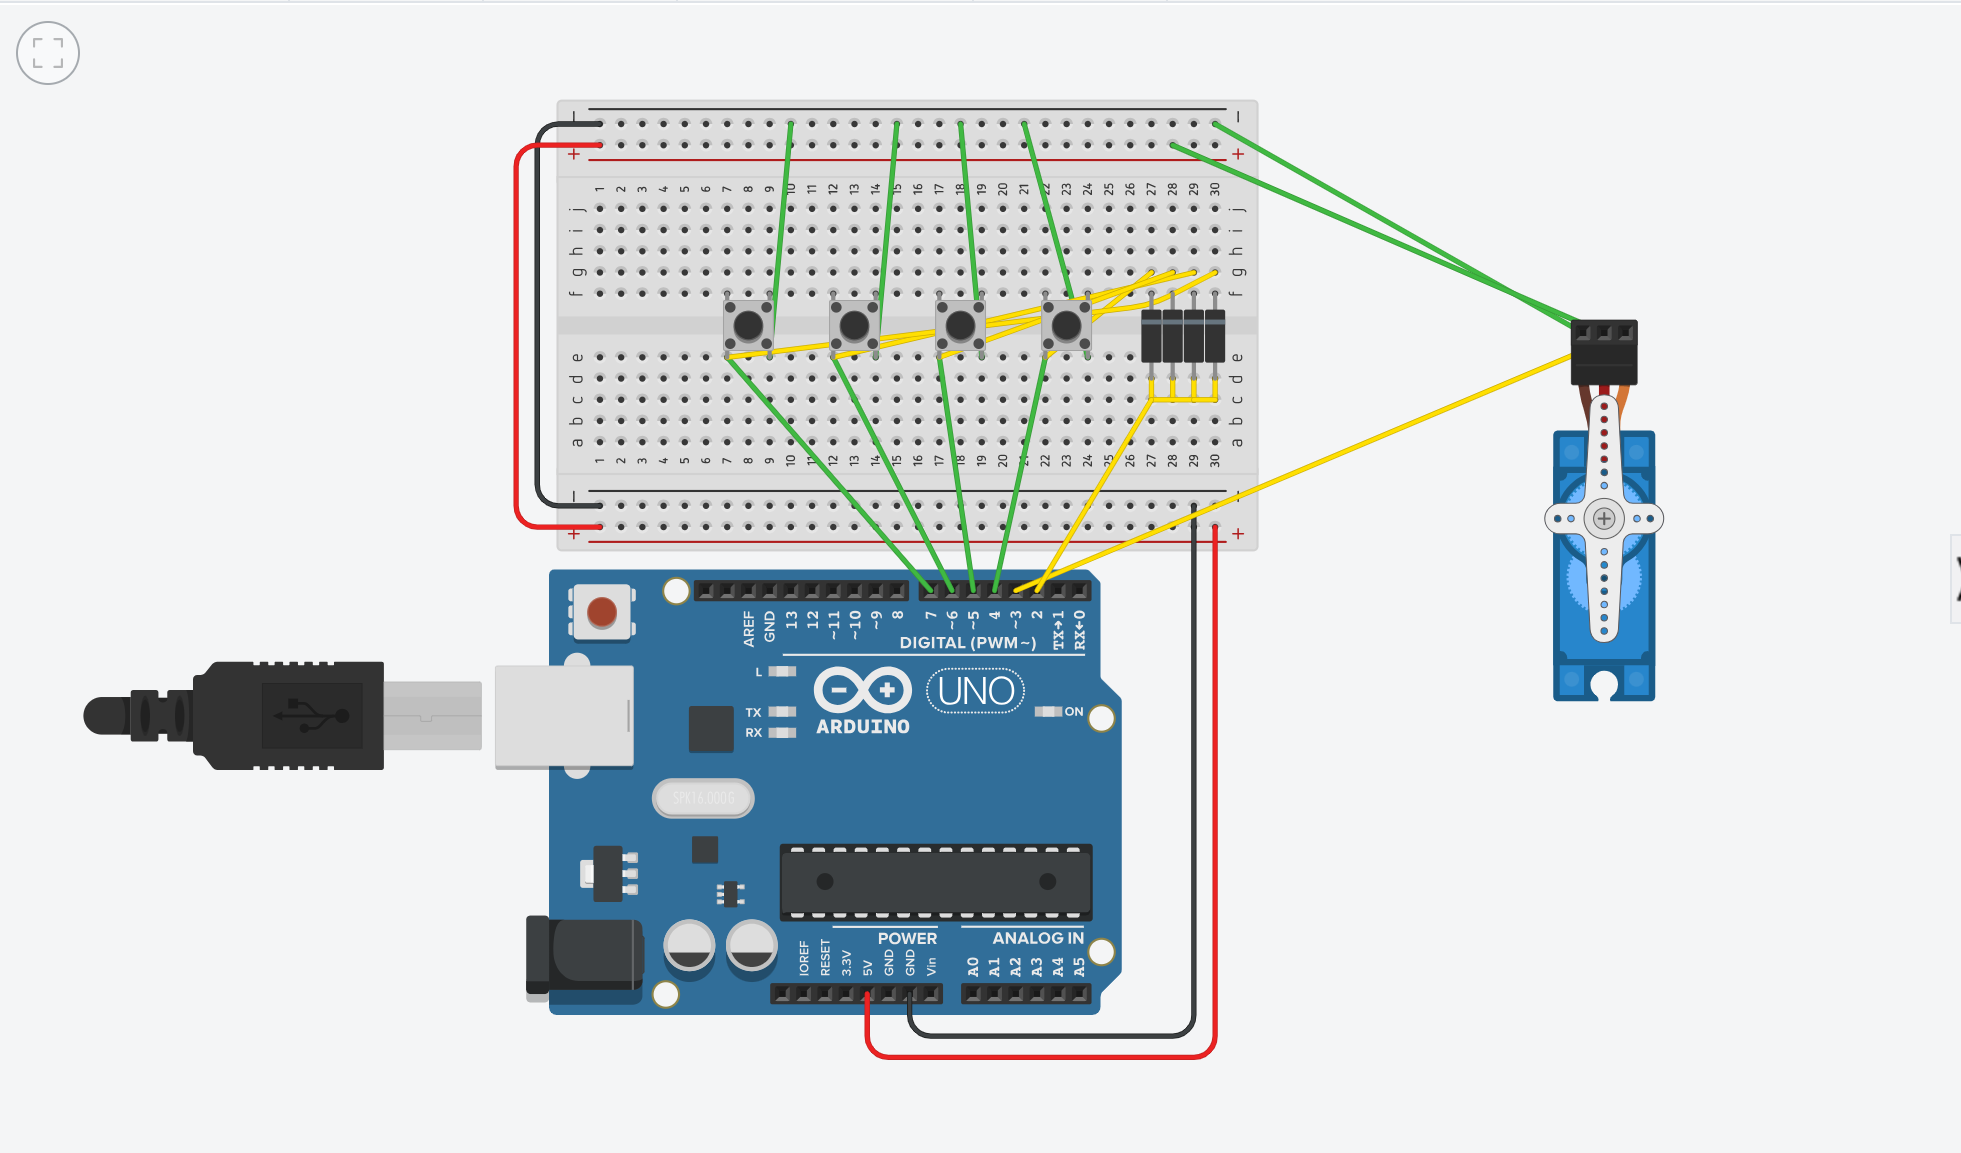 − −
+ +
1 2 3 4 5 6 7 8 9 10 11 12 13 14 15 16 17 18 19 20 21 22 23 24 25 26 27 28 29 30
j j
i i
h h
g g
f f
e e
d d
c c
b b
a a
1 2 3 4 5 6 7 8 9 10 11 12 13 14 15 16 17 18 19 20 21 22 23 24 25 26 27 28 29 30
− −
+ +
AREF GND 13 12 ~11 ~10 ~9 8 7 ~6 ~5 4 ~3 2 TX→1 RX←0
DIGITAL (PWM~)
L
TX
RX
ARDUINO
UNO
ON
SPK16.000G
POWER
ANALOG IN
IOREF RESET 3.3V 5V GND GND Vin A0 A1 A2 A3 A4 A5